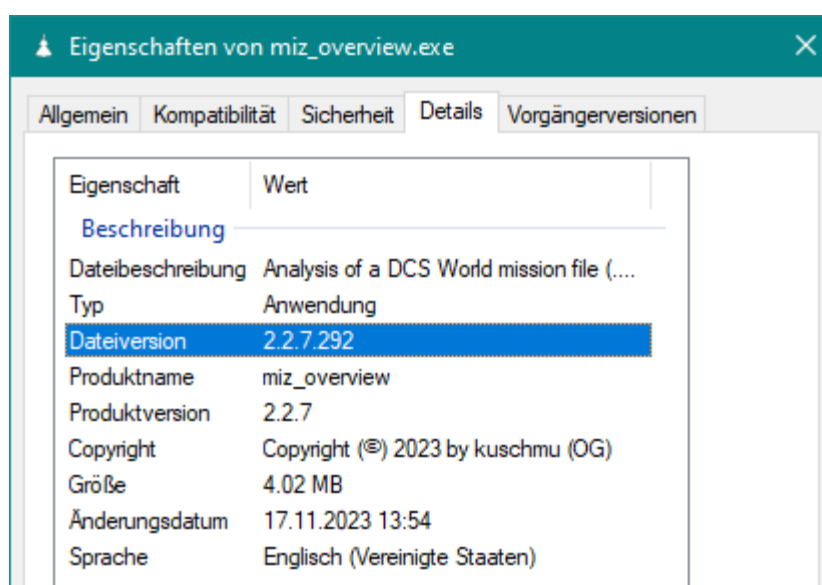 Eigenschaften von miz_overview.exe
Allgemein Kompatibilität Sicherheit Details Vorgängerversionen
Eigenschaft Wert
Beschreibung
Dateibeschreibung Analysis of a DCS World mission file (....
Typ Anwendung
Dateiversion 2.2.7.292
Produktname miz_overview
Produktversion 2.2.7
Copyright Copyright (©) 2023 by kuschmu (OG)
Größe 4.02 MB
Änderungsdatum 17.11.2023 13:54
Sprache Englisch (Vereinigte Staaten)